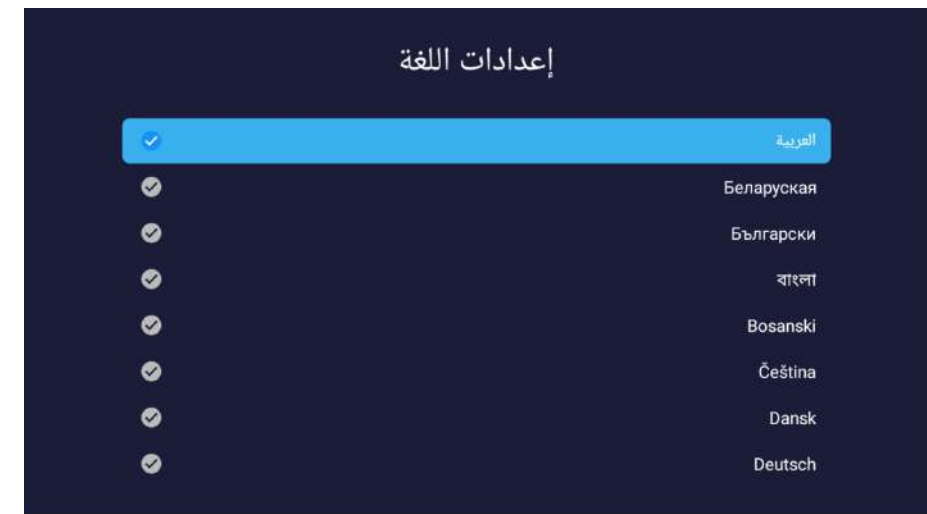 إعدادات اللغة
العربية
Беларуская
Български
বাংলা
Bosanski
Čeština
Dansk
Deutsch